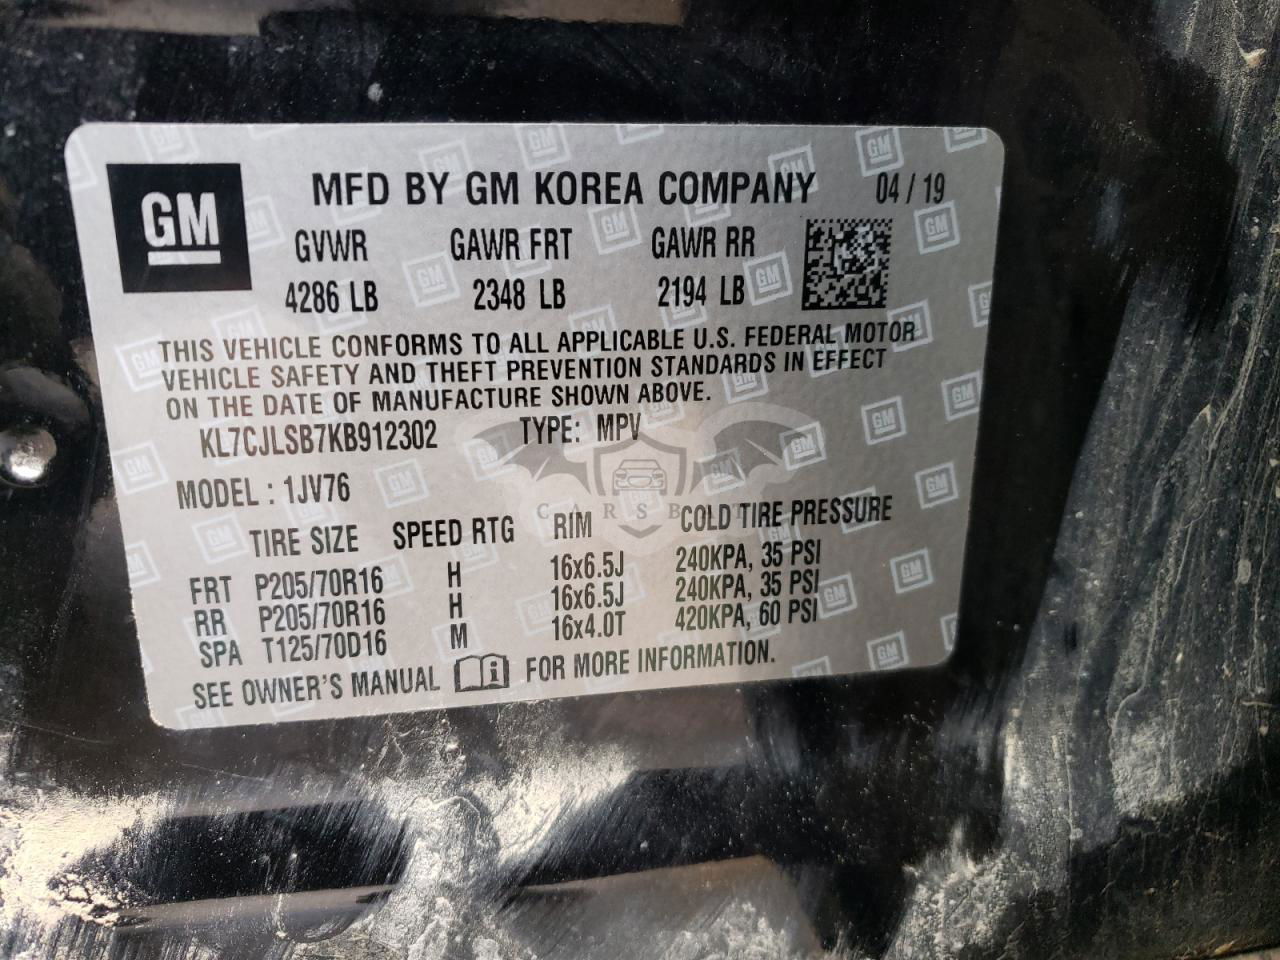 GM MFD BY GM KOREA COMPANY 04 / 19
GVWR GAWR FRT GAWR RR
4286 LB 2348 LB 2194 LB
THIS VEHICLE CONFORMS TO ALL APPLICABLE U.S. FEDERAL MOTOR
VEHICLE SAFETY AND THEFT PREVENTION STANDARDS IN EFFECT
ON THE DATE OF MANUFACTURE SHOWN ABOVE.
KL7CJLSB7KB912302 TYPE: MPV
MODEL : 1JV76
TIRE SIZE SPEED RTG RIM COLD TIRE PRESSURE
FRT P205/70R16 H 16x6.5J 240KPA, 35 PSI
RR P205/70R16 H 16x6.5J 240KPA, 35 PSI
SPA T125/70D16 M 16x4.0T 420KPA, 60 PSI
SEE OWNER'S MANUAL FOR MORE INFORMATION.